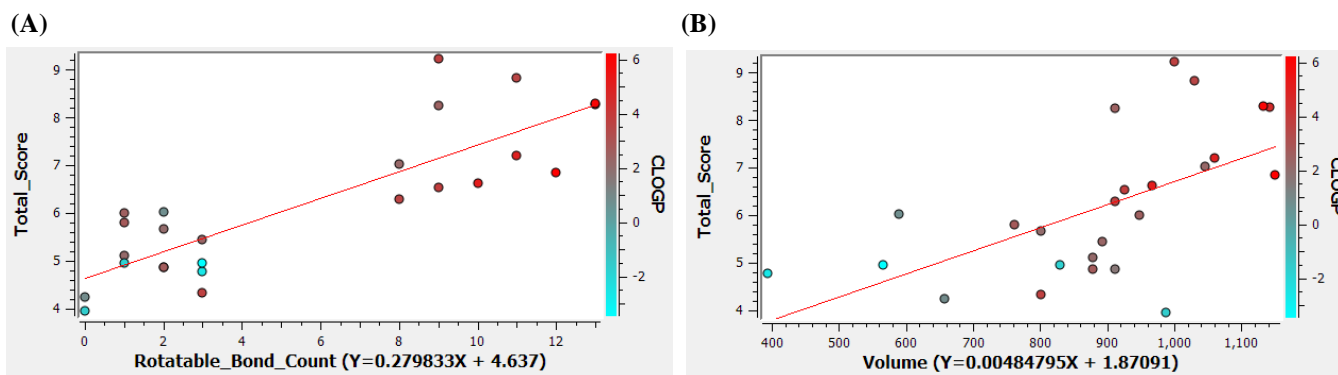 (A)
Total_Score
9
8
7
6
5
4
0 2 4 6 8 10 12
Rotatable_Bond_Count (Y=0.279833X + 4.637)
6
4
2
0
-2
CLOGP
(B)
Total_Score
9
8
7
6
5
4
400 500 600 700 800 900 1,000 1,100
Volume (Y=0.00484795X + 1.87091)
6
4
2
0
-2
CLOGP